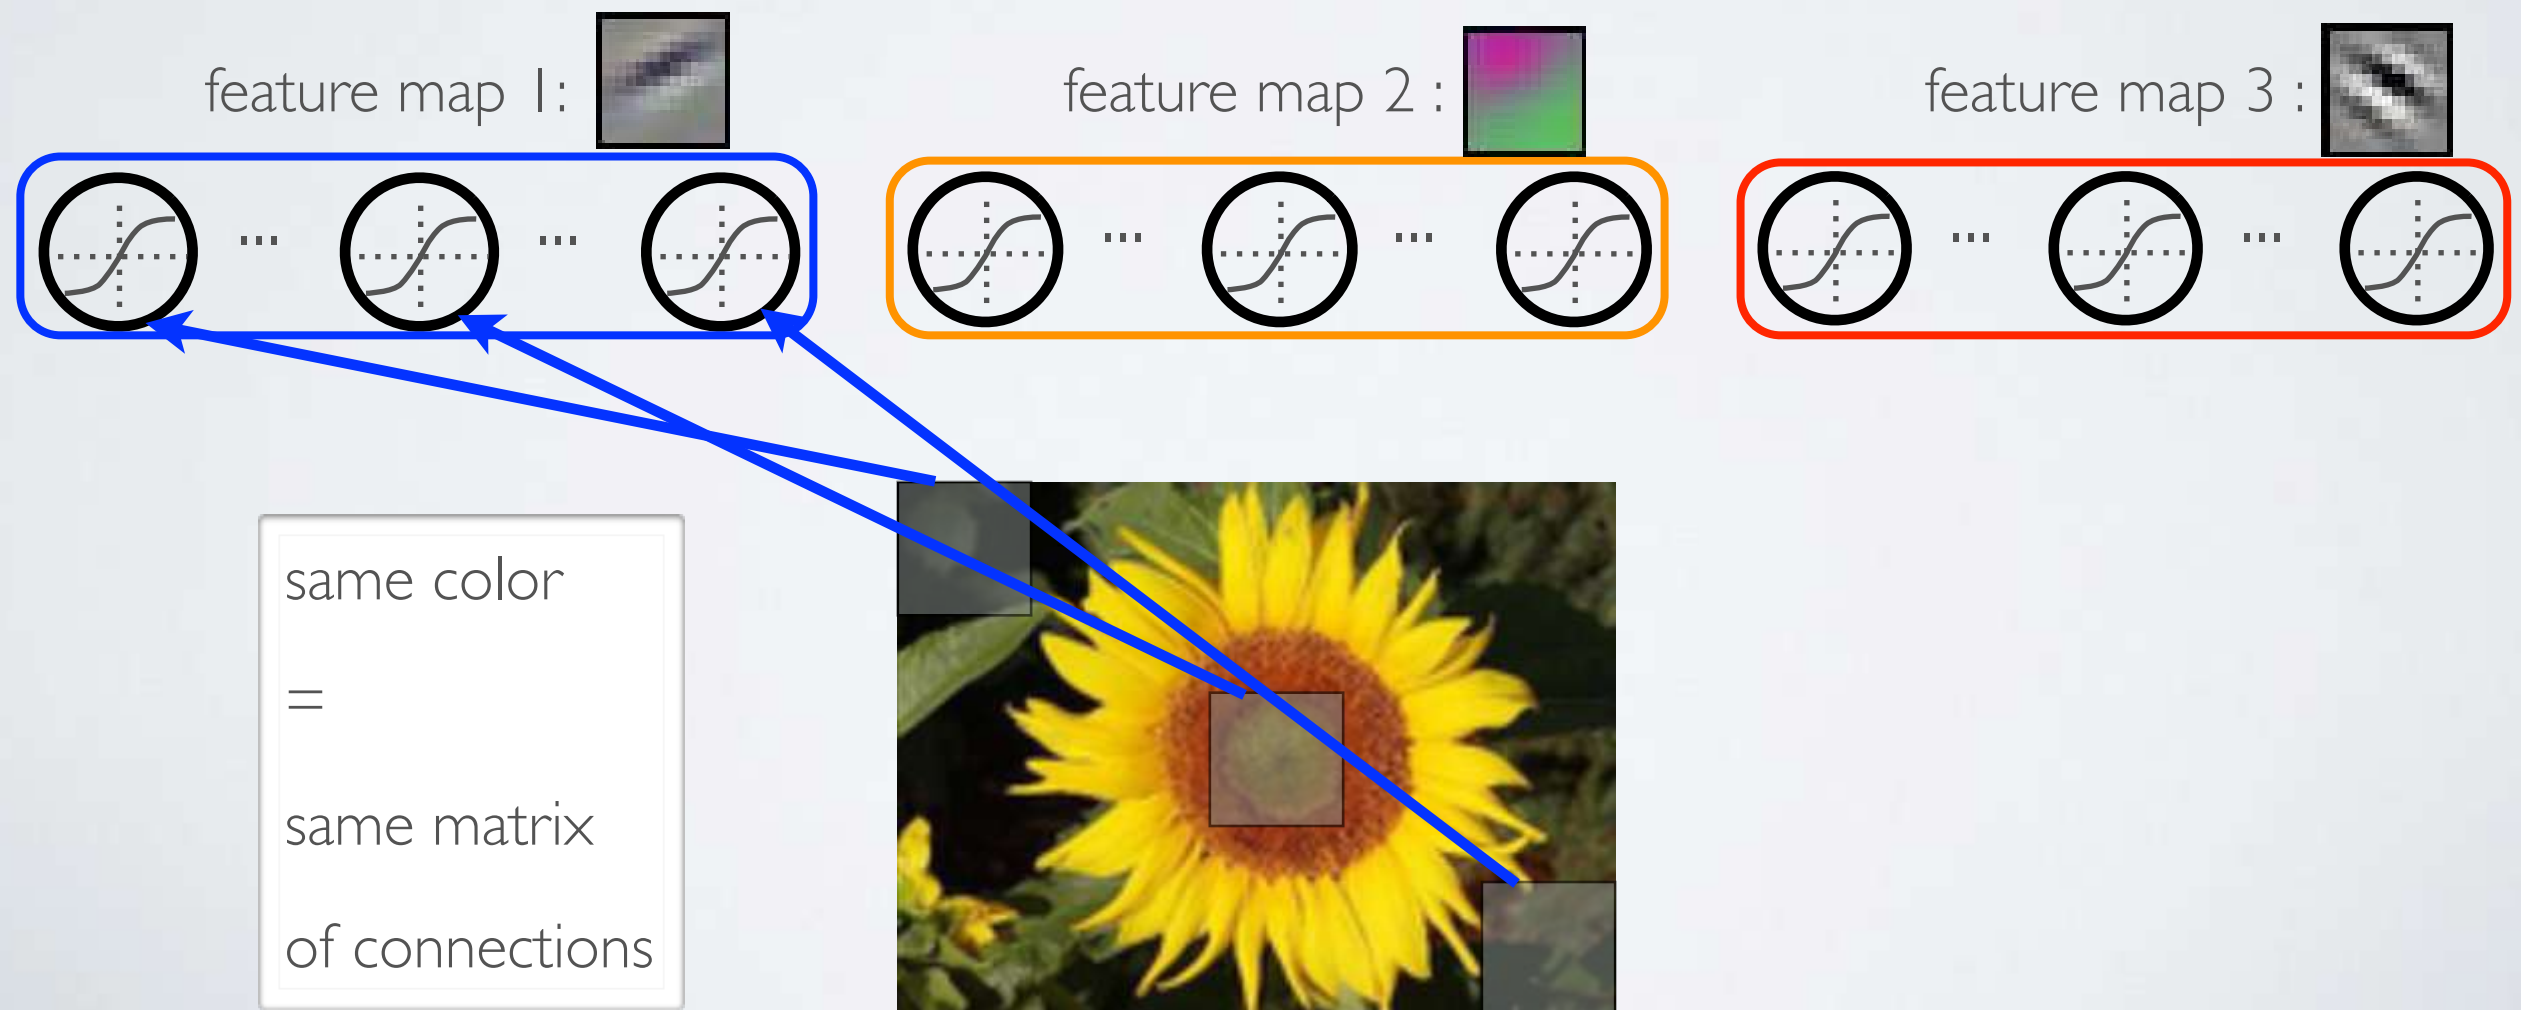 feature map 1:
feature map 2 :
feature map 3 :
... ...
... ...
... ...
same color
=
same matrix
of connections